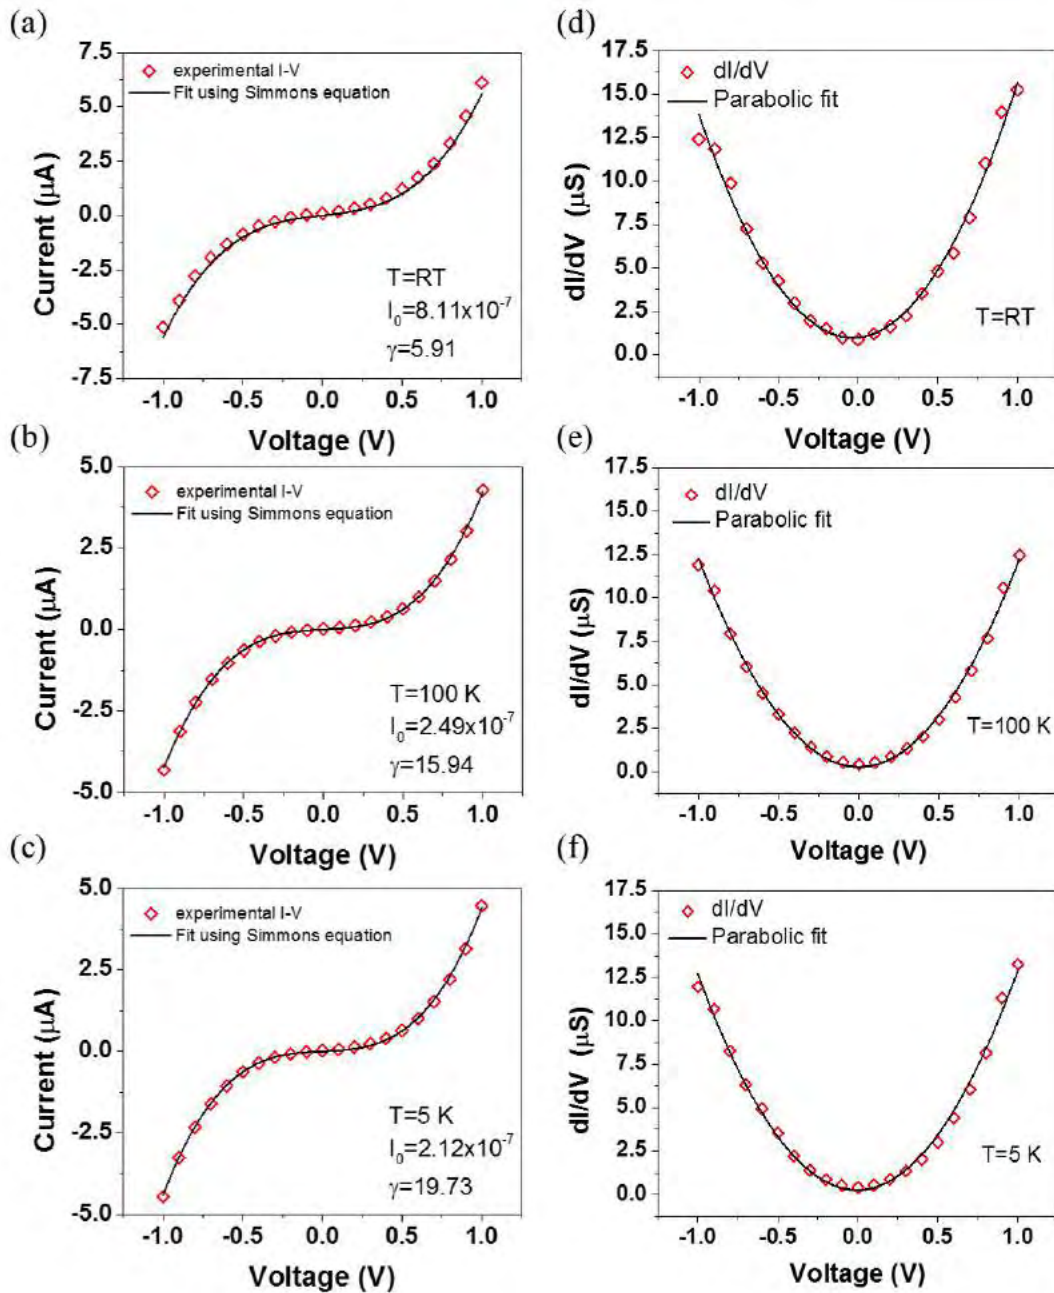 (a)
7.5
5.0
2.5
0.0
-2.5
-5.0
-7.5
Current (μA)
experimental I-V
Fit using Simmons equation
T=RT
I₀=8.11x10⁻⁷
γ=5.91
-1.0 -0.5 0.0 0.5 1.0
Voltage (V)
(d)
17.5
15.0
12.5
10.0
7.5
5.0
2.5
0.0
dI/dV (μS)
dI/dV
Parabolic fit
T=RT
-1.0 -0.5 0.0 0.5 1.0
Voltage (V)
(b)
5.0
2.5
0.0
-2.5
-5.0
Current (μA)
experimental I-V
Fit using Simmons equation
T=100 K
I₀=2.49x10⁻⁷
γ=15.94
-1.0 -0.5 0.0 0.5 1.0
Voltage (V)
(e)
17.5
15.0
12.5
10.0
7.5
5.0
2.5
0.0
dI/dV (μS)
dI/dV
Parabolic fit
T=100 K
-1.0 -0.5 0.0 0.5 1.0
Voltage (V)
(c)
5.0
2.5
0.0
-2.5
-5.0
Current (μA)
experimental I-V
Fit using Simmons equation
T=5 K
I₀=2.12x10⁻⁷
γ=19.73
-1.0 -0.5 0.0 0.5 1.0
Voltage (V)
(f)
17.5
15.0
12.5
10.0
7.5
5.0
2.5
0.0
dI/dV (μS)
dI/dV
Parabolic fit
T=5 K
-1.0 -0.5 0.0 0.5 1.0
Voltage (V)